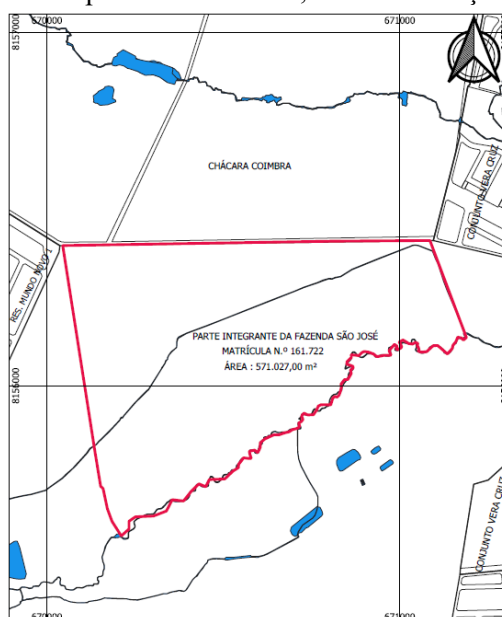 670000
671000
8157000
CHÁCARA COIMBRA
CONJUNTO VERA CRUZ
RES. MUNDO NOVO 1
PARTE INTEGRANTE DA FAZENDA SÃO JOSÉ
MATRÍCULA N.º 161.722
ÁREA : 571.027,00 m²
8156000
CONJUNTO VERA CRUZ
670000
671000